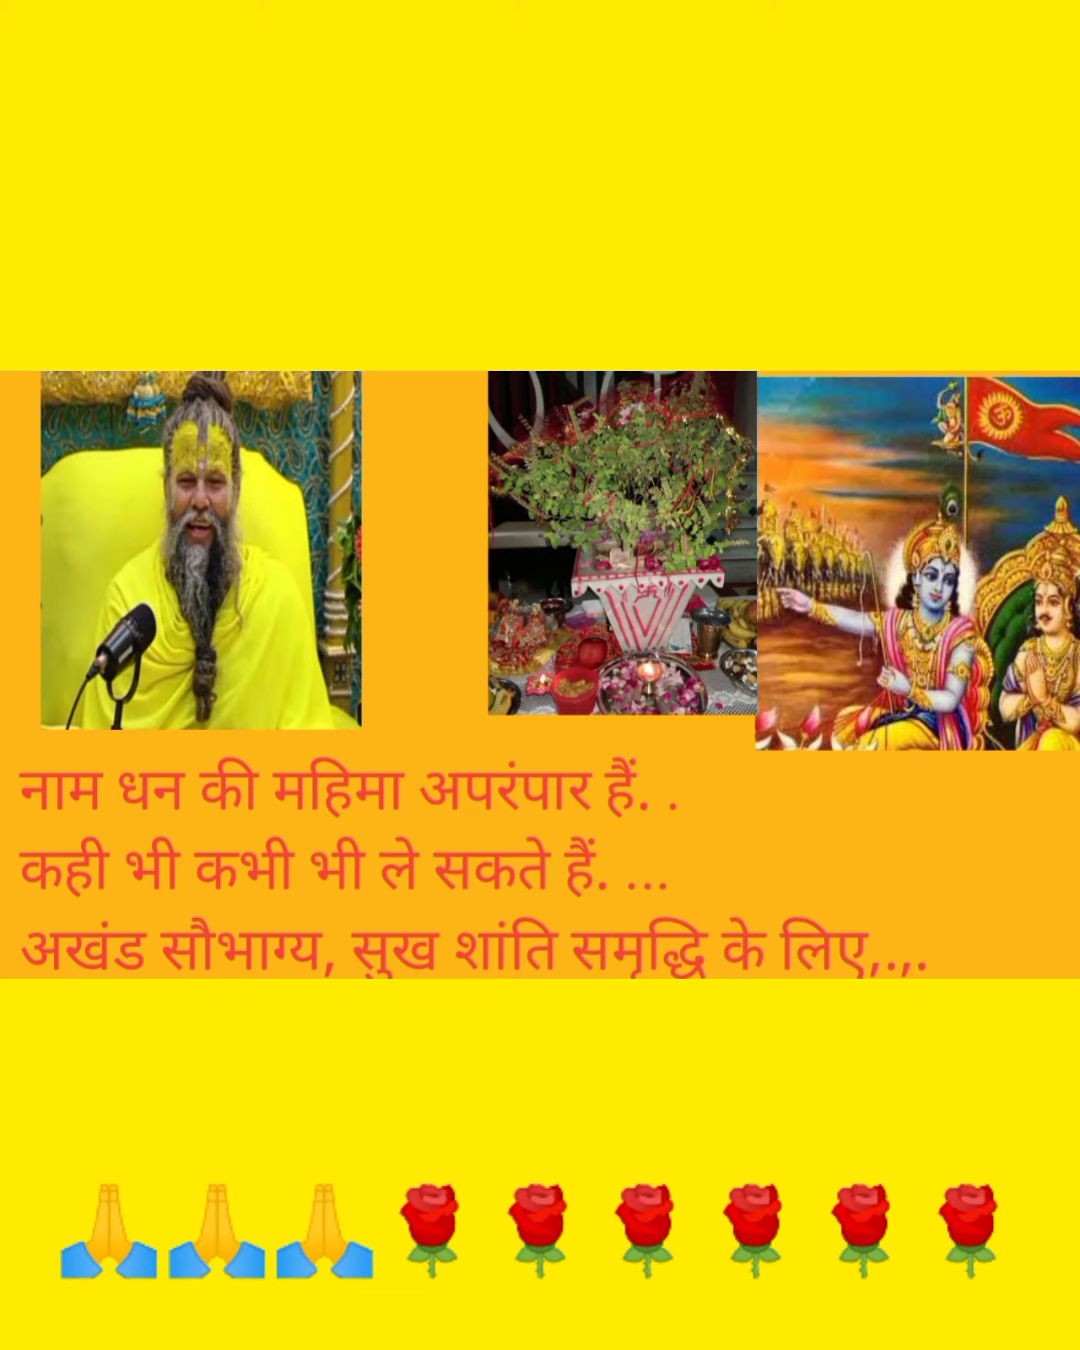 नाम धन की महिमा अपरंपार हैं. .
कही भी कभी भी ले सकते हैं. ...
अखंड सौभाग्य, सुख शांति समृद्धि के लिए,.,.
🙏🙏🙏🌹🌹🌹🌹🌹🌹